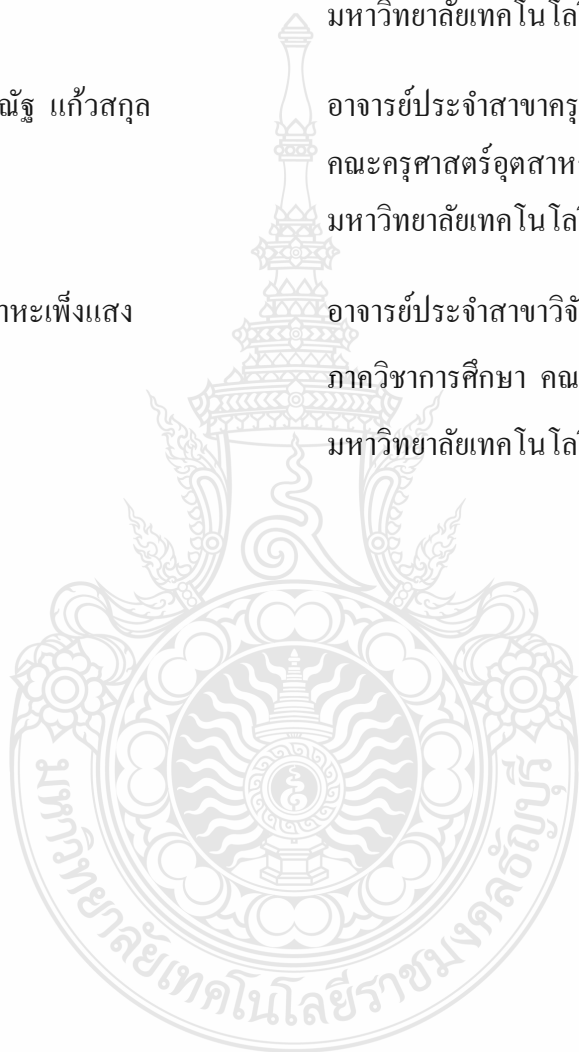 มหาวิทยาลัยเทคโนโล
ณัฐ แก้วสกุล อาจารย์ประจำสาขาครุ
คณะครุศาสตร์อุตสาห
มหาวิทยาลัยเทคโนโล
าหะเพ็งแสง อาจารย์ประจำสาขาวิจั
ภาควิชาการศึกษา คณ
มหาวิทยาลัยเทคโนโล
มหาวิทยาลัยเทคโนโลยีราชมงคลธัญบุรี